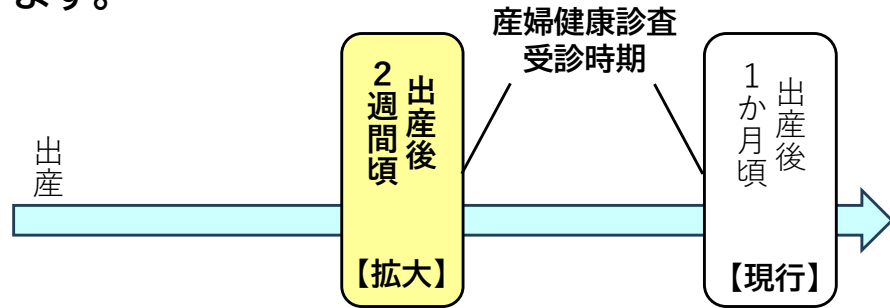 ます。
産婦健康診査
受診時期
出産
出産後
２週間頃
【拡大】
出産後
１か月頃
【現行】